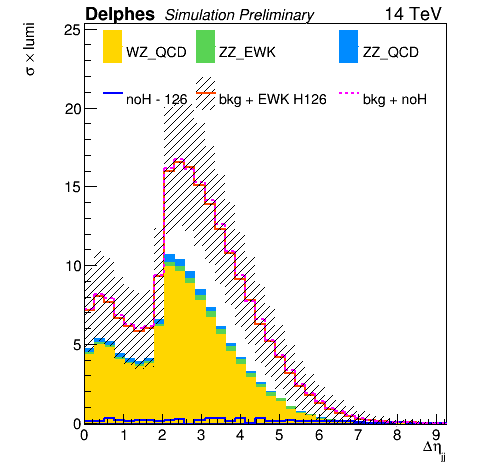 Delphes Simulation Preliminary 14 TeV
σ × lumi
WZ_QCD ZZ_EWK ZZ_QCD
noH - 126 bkg + EWK H126 bkg + noH
25
20
15
10
5
0
0 1 2 3 4 5 6 7 8 9
Δηjj